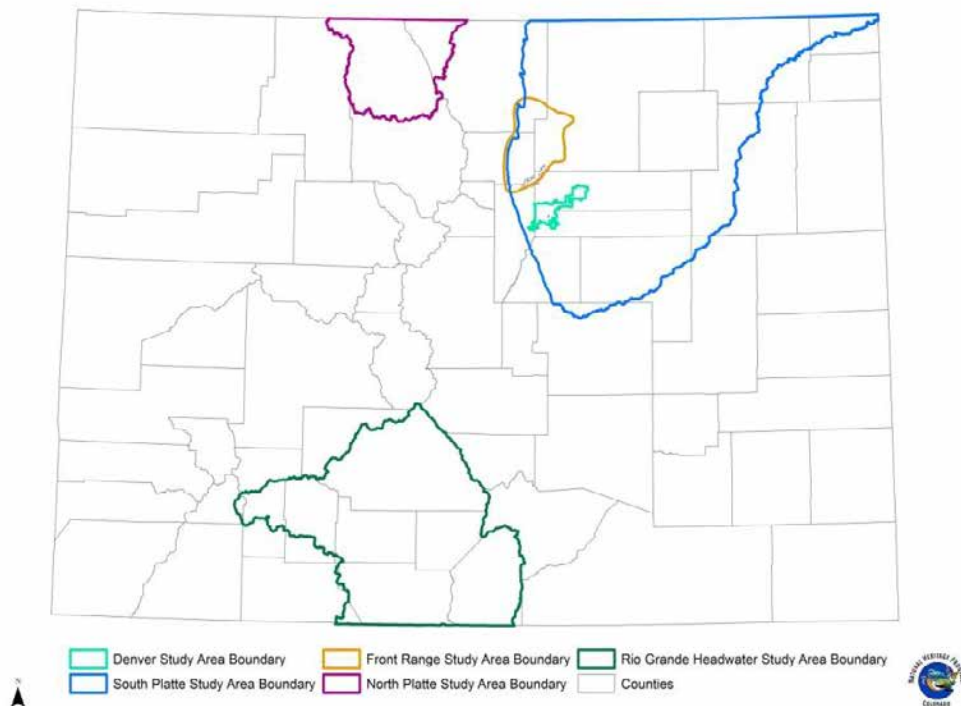 Denver Study Area Boundary
Front Range Study Area Boundary
Rio Grande Headwater Study Area Boundary
South Platte Study Area Boundary
North Platte Study Area Boundary
Counties
N
COLORADO